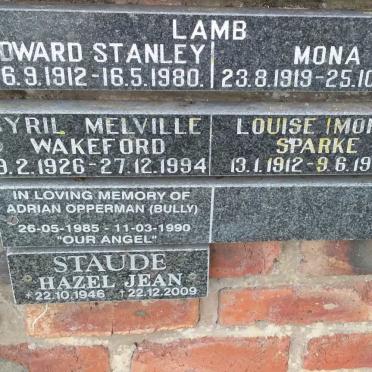 LAMB
DWARD STANLEY
6.9.1912-16.5.1980.
MONA
23.8.1919-25.10
YRIL MELVILLE
WAKEFORD
9.2.1926-27.12.1994
LOUISE IMO
SPARKE
13.1.1912-9.6.19
IN LOVING MEMORY OF
ADRIAN OPPERMAN (BULLY)
26-05-1985 - 11-03-1990
"OUR ANGEL"
STAUDE
HAZEL JEAN
*22.10.1946 †22.12.2009